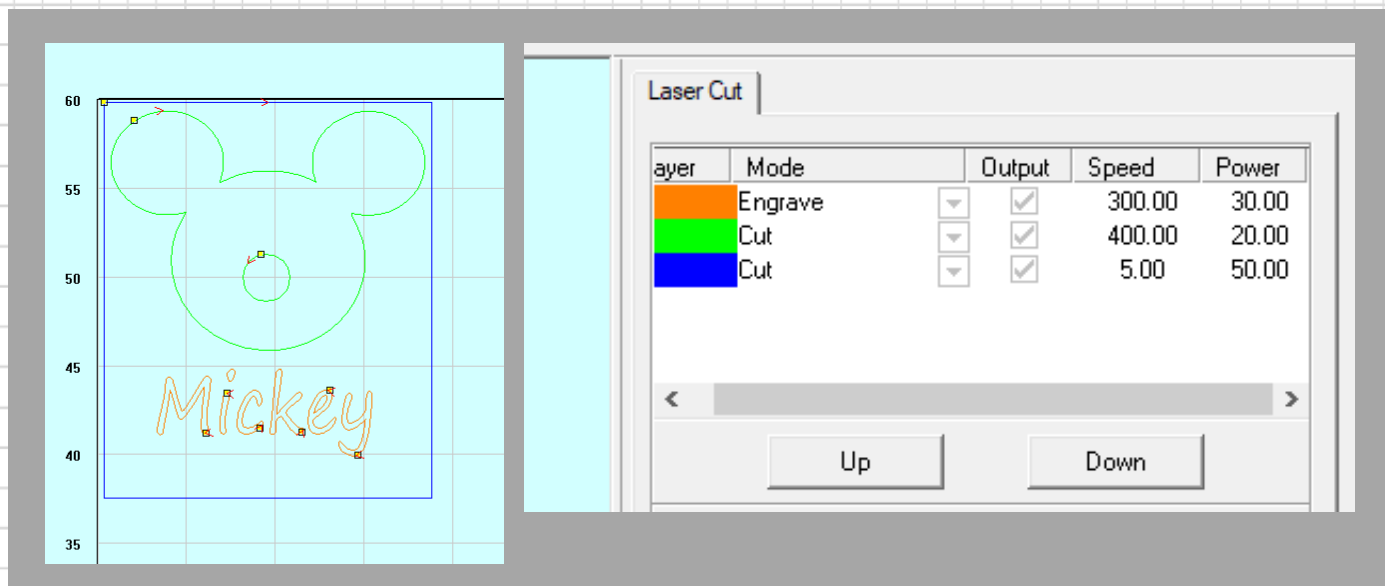 60
55
50
45
Mickey
40
35
Laser Cut
ayer Mode Output Speed Power
Engrave 300.00 30.00
Cut 400.00 20.00
Cut 5.00 50.00
Up Down